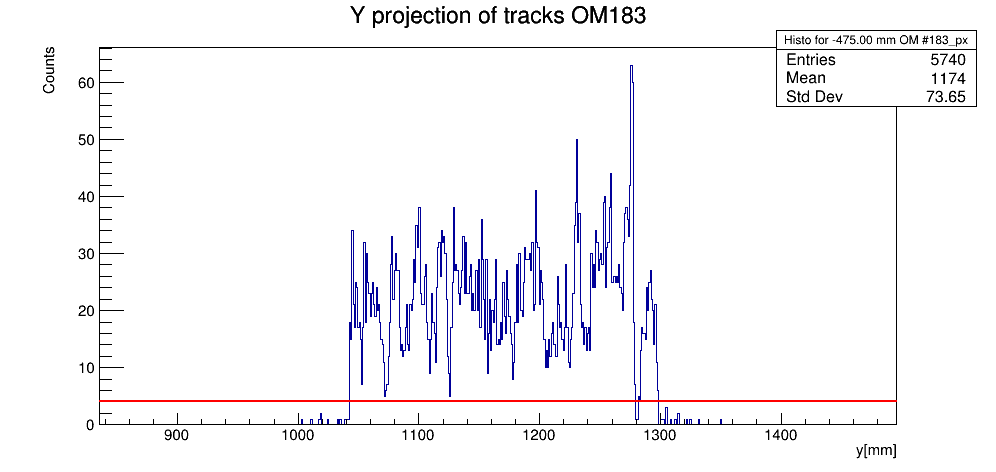 Y projection of tracks OM183
Histo for -475.00 mm OM #183_px
Entries 5740
Mean 1174
Std Dev 73.65
Counts
60
50
40
30
20
10
0
900 1000 1100 1200 1300 1400
y[mm]